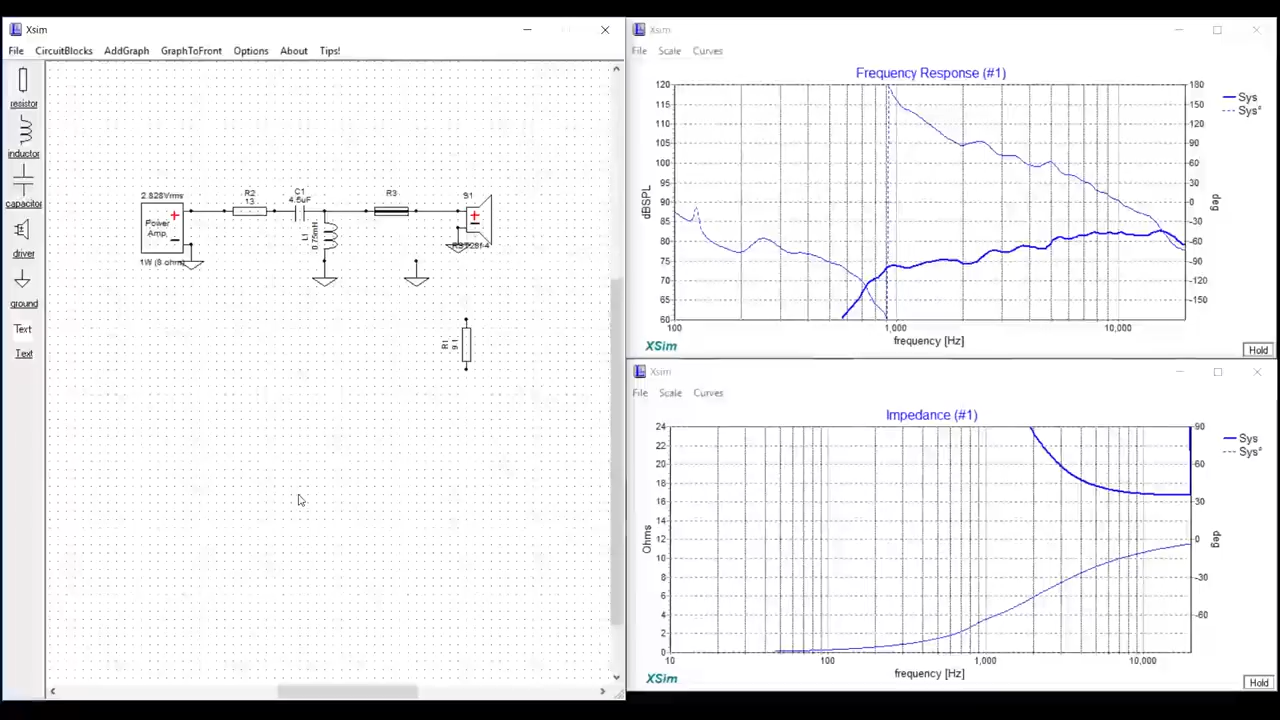 Xsim
File CircuitBlocks AddGraph GraphToFront Options About Tips!
resistor
inductor
capacitor
driver
ground
Text
Text
2.828Vrms
Power
Amp,
1W (8 ohm)
R2
13
C1
4.5uF
L1
0.75mH
R3
S1
R1
9.1
Xsim
File Scale Curves
Frequency Response (#1)
Sys
Sys°
dBSPL
120
115
110
105
100
95
90
85
80
75
70
65
60
180
150
120
90
60
30
0
-30
-60
-90
-120
-150
deg
100 1,000 10,000
frequency [Hz]
XSim
Hold
Xsim
File Scale Curves
Impedance (#1)
Sys
Sys°
Ohms
24
22
20
18
16
14
12
10
8
6
4
2
0
90
60
30
0
-30
-60
deg
10 100 1,000 10,000
frequency [Hz]
XSim
Hold